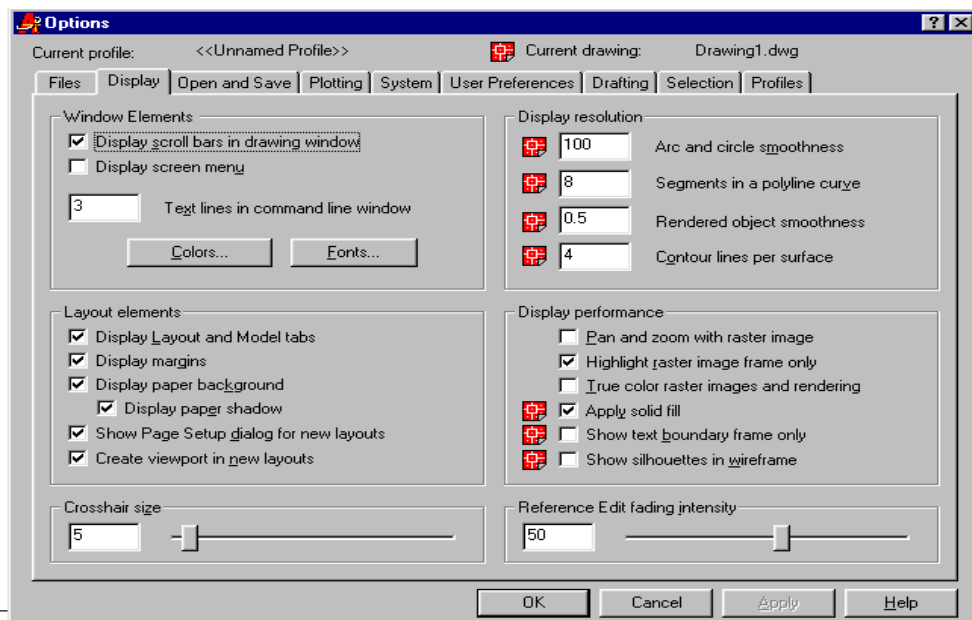 Options
Current profile: <<Unnamed Profile>> Current drawing: Drawing1.dwg
Files Display Open and Save Plotting System User Preferences Drafting Selection Profiles
Window Elements
Display scroll bars in drawing window
Display screen menu
3 Text lines in command line window
Colors... Fonts...
Display resolution
100 Arc and circle smoothness
8 Segments in a polyline curve
0.5 Rendered object smoothness
4 Contour lines per surface
Layout elements
Display Layout and Model tabs
Display margins
Display paper background
Display paper shadow
Show Page Setup dialog for new layouts
Create viewport in new layouts
Display performance
Pan and zoom with raster image
Highlight raster image frame only
True color raster images and rendering
Apply solid fill
Show text boundary frame only
Show silhouettes in wireframe
Crosshair size
5
Reference Edit fading intensity
50
OK Cancel Apply Help